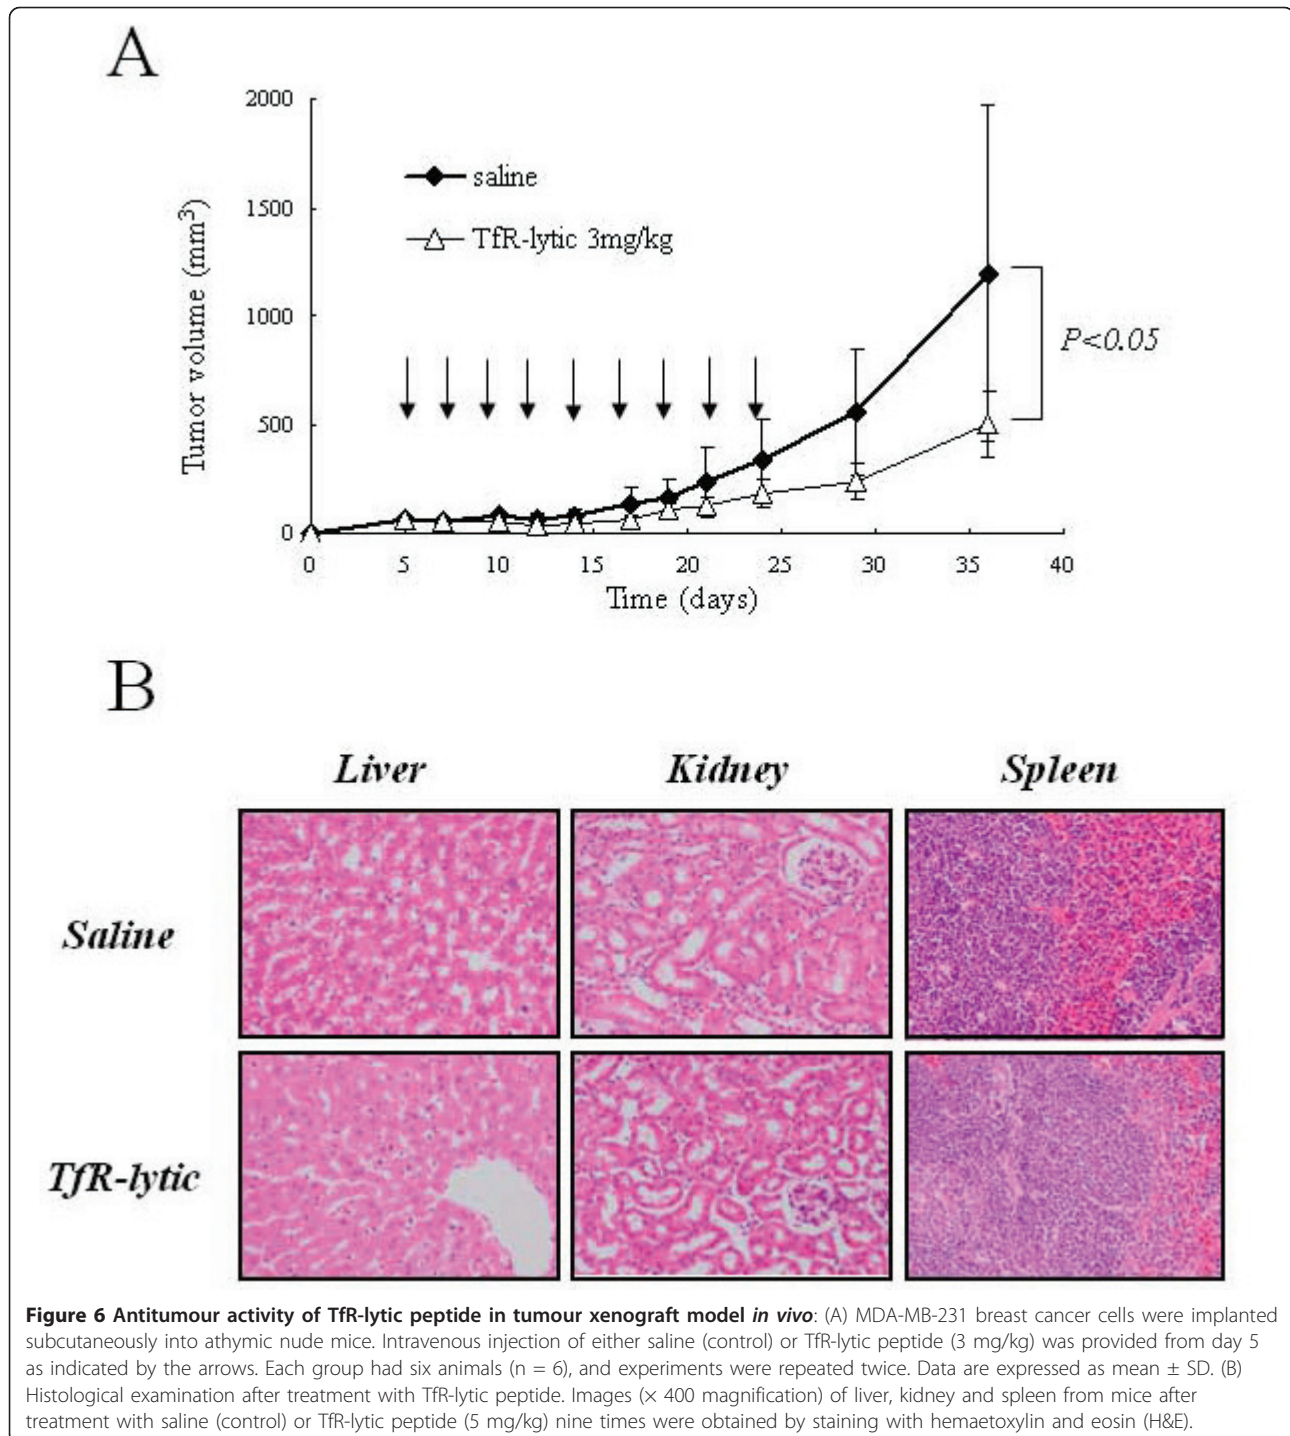 A
2000
1500
1000
500
0
Tumor volume (mm³)
saline
TfR-lytic 3mg/kg
P<0.05
0 5 10 15 20 25 30 35 40
Time (days)
B
Liver Kidney Spleen
Saline
TfR-lytic
Figure 6 Antitumour activity of TfR-lytic peptide in tumour xenograft model in vivo: (A) MDA-MB-231 breast cancer cells were implanted
subcutaneously into athymic nude mice. Intravenous injection of either saline (control) or TfR-lytic peptide (3 mg/kg) was provided from day 5
as indicated by the arrows. Each group had six animals (n = 6), and experiments were repeated twice. Data are expressed as mean ± SD. (B)
Histological examination after treatment with TfR-lytic peptide. Images (× 400 magnification) of liver, kidney and spleen from mice after
treatment with saline (control) or TfR-lytic peptide (5 mg/kg) nine times were obtained by staining with hemaetoxylin and eosin (H&E).